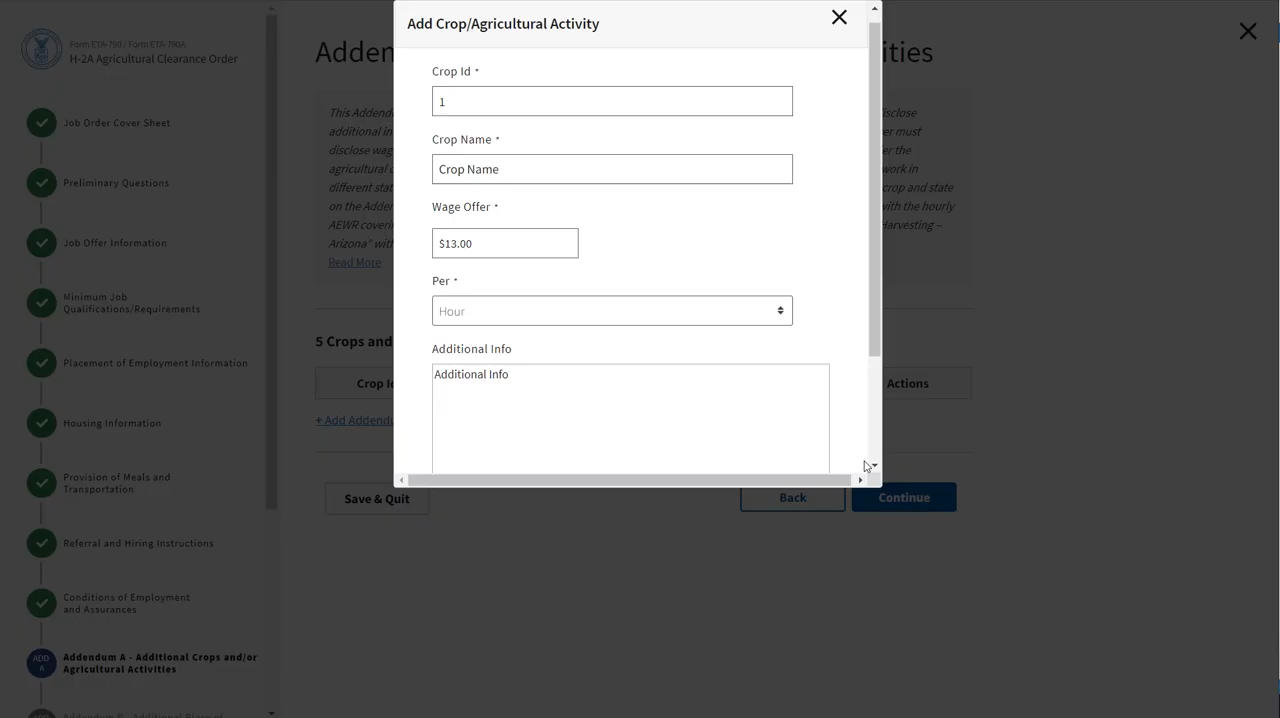 Add Crop/Agricultural Activity
Crop Id *
1
Crop Name *
Crop Name
Wage Offer *
$13.00
Per *
Hour
Additional Info
Additional Info
Form ETA-790 / Form ETA-790A
H-2A Agricultural Clearance Order
Job Order Cover Sheet
Preliminary Questions
Job Offer Information
Minimum Job
Qualifications/Requirements
Placement of Employment Information
Housing Information
Provision of Meals and
Transportation
Referral and Hiring Instructions
Conditions of Employment
and Assurances
ADD
A
Addendum A - Additional Crops and/or
Agricultural Activities
Adden
ities
This Adden
isclose
additional in
er must
disclose wag
er the
agricultural c
work in
different stat
crop and state
on the Adden
with the hourly
AEWR coveri
Harvesting –
Arizona" with
Read More
5 Crops and
Crop I
Actions
+ Add Addendu
Save & Quit
Back
Continue